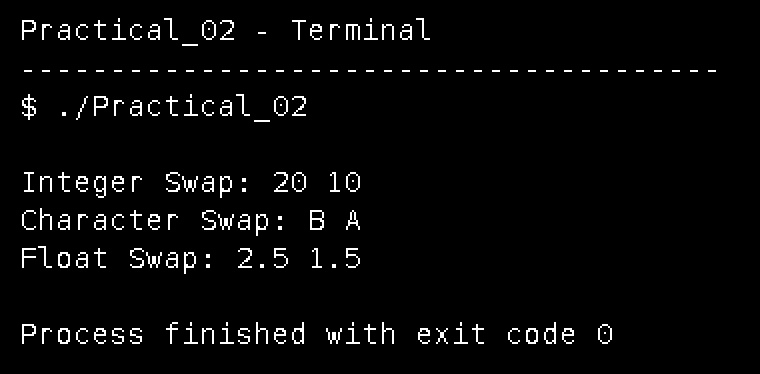 Practical_02 - Terminal
---------------------------------------
$ ./Practical_02
Integer Swap: 20 10
Character Swap: B A
Float Swap: 2.5 1.5
Process finished with exit code 0